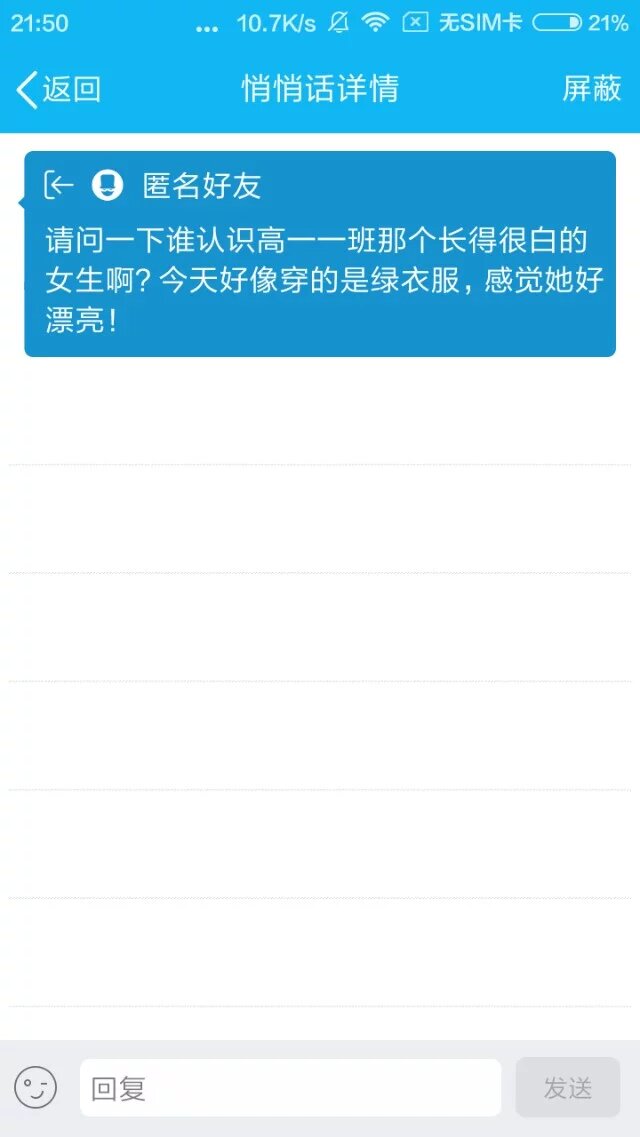 21:50 ... 10.7K/s 无SIM卡 21%
返回 悄悄话详情 屏蔽
匿名好友
请问一下谁认识高一一班那个长得很白的
女生啊？今天好像穿的是绿衣服，感觉她好
漂亮！
回复 发送